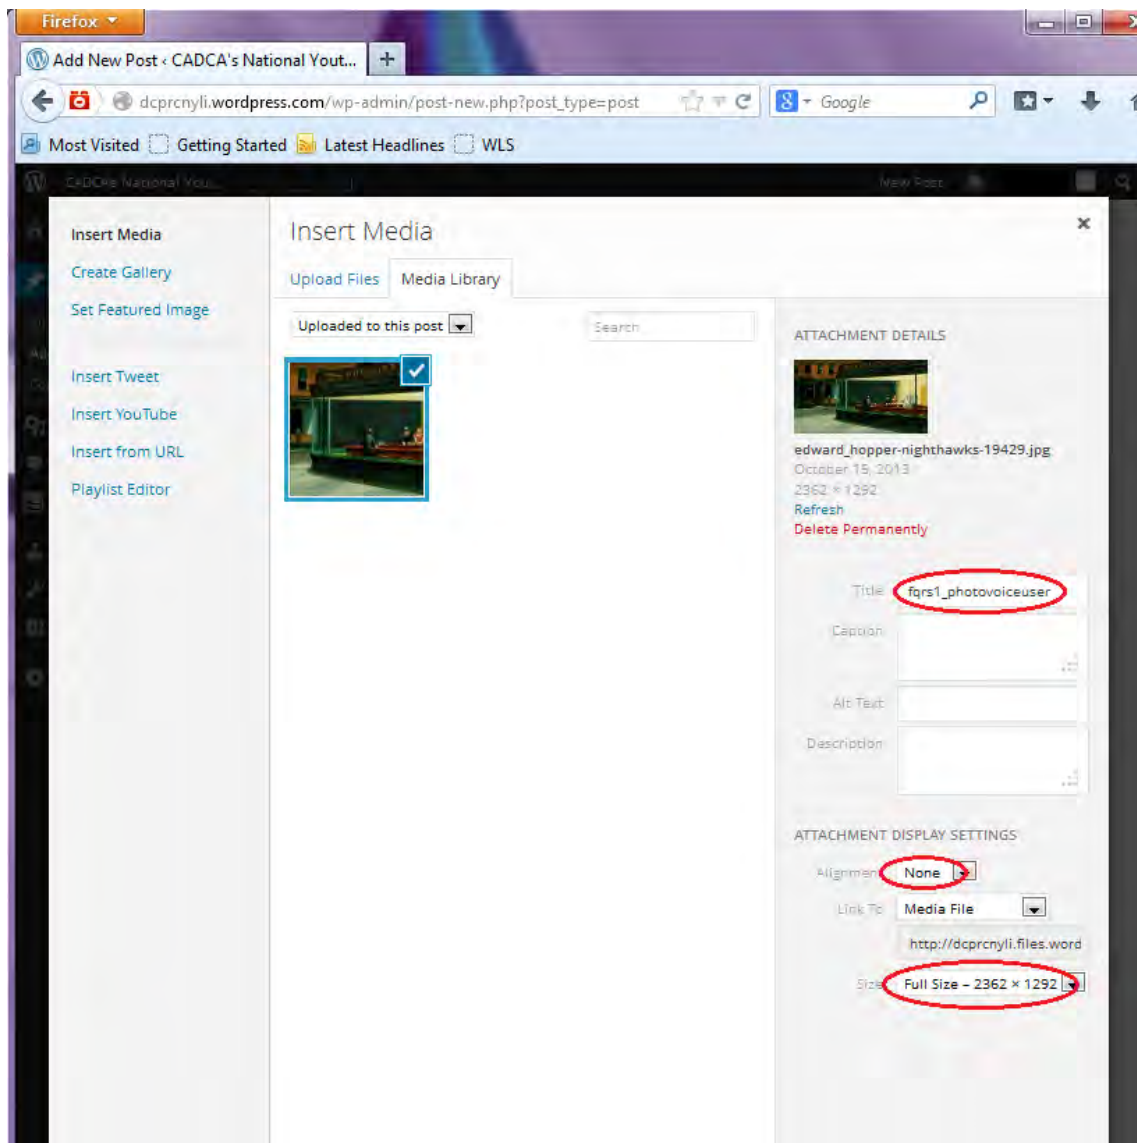 Firefox
Add New Post ‹ CADCA's National Yout...
dcprcnyli.wordpress.com/wp-admin/post-new.php?post_type=post
Google
Most Visited Getting Started Latest Headlines WLS
CADCA's National You...
New Post
Insert Media
Create Gallery
Set Featured Image
Insert Tweet
Insert YouTube
Insert from URL
Playlist Editor
Insert Media
Upload Files Media Library
Uploaded to this post
Search
ATTACHMENT DETAILS
edward_hopper-nighthawks-19429.jpg
October 15, 2013
2362 × 1292
Refresh
Delete Permanently
Title fqrs1_photovoiceuser
Caption
Alt Text
Description
ATTACHMENT DISPLAY SETTINGS
Alignment None
Link To Media File
http://dcprcnyli.files.word
Size Full Size – 2362 × 1292